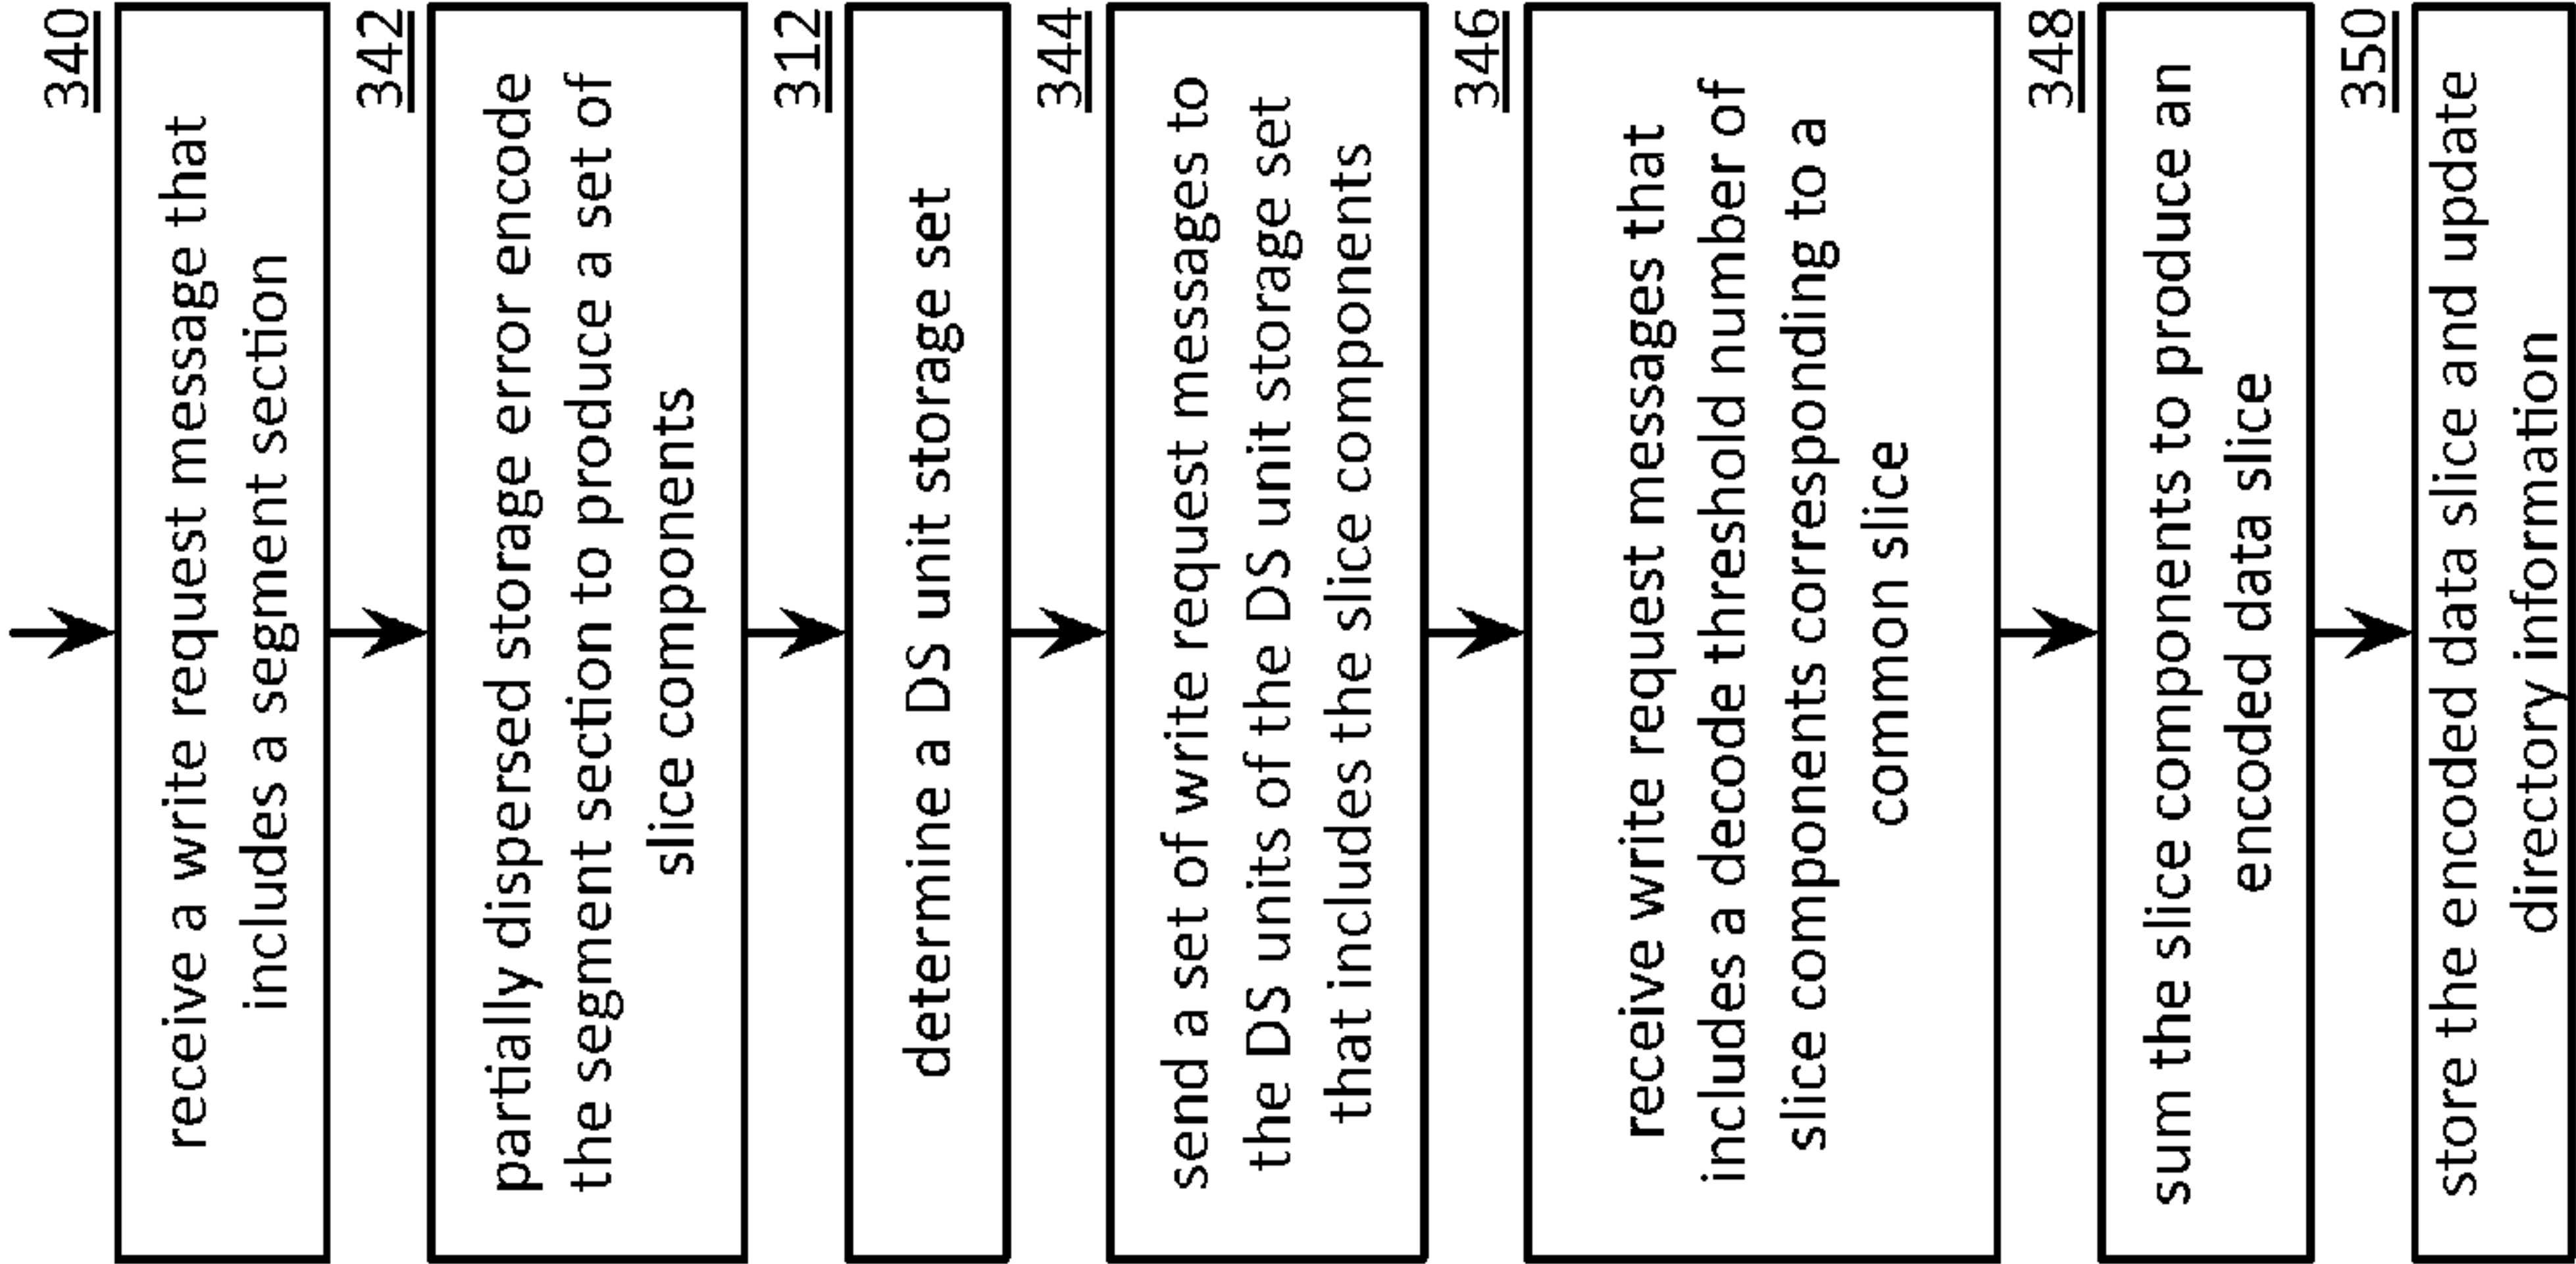 340
receive a write request message that
includes a segment section
342
partially dispersed storage error encode
the segment section to produce a set of
slice components
312
determine a DS unit storage set
344
send a set of write request messages to
the DS units of the DS unit storage set
that includes the slice components
346
receive write request messages that
includes a decode threshold number of
slice components corresponding to a
common slice
348
sum the slice components to produce an
encoded data slice
350
store the encoded data slice and update
directory information